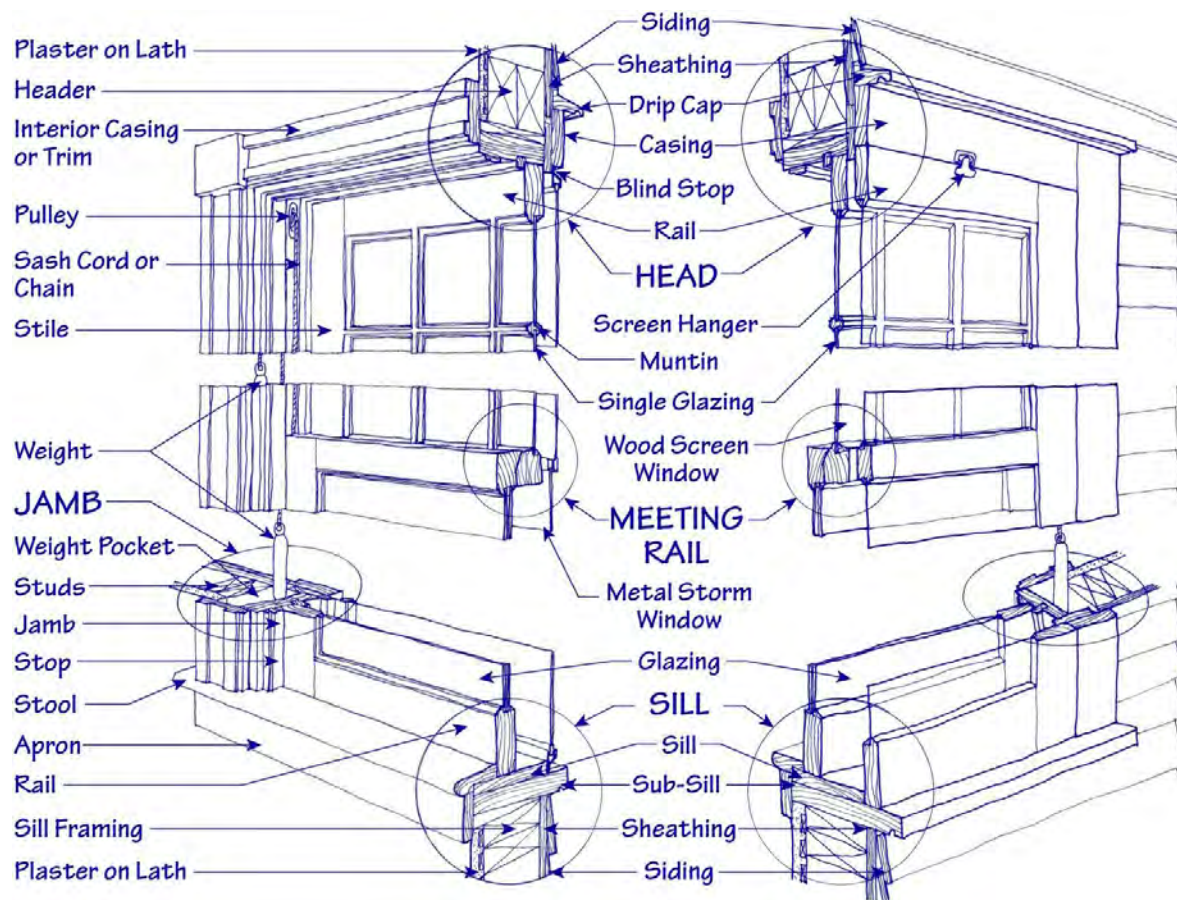 Plaster on Lath
Header
Interior Casing
or Trim
Pulley
Sash Cord or
Chain
Stile
Weight
JAMB
Weight Pocket
Studs
Jamb
Stop
Stool
Apron
Rail
Sill Framing
Plaster on Lath
Siding
Sheathing
Drip Cap
Casing
Blind Stop
Rail
HEAD
Screen Hanger
Muntin
Single Glazing
Wood Screen
Window
MEETING
RAIL
Metal Storm
Window
Glazing
SILL
Sill
Sub-Sill
Sheathing
Siding